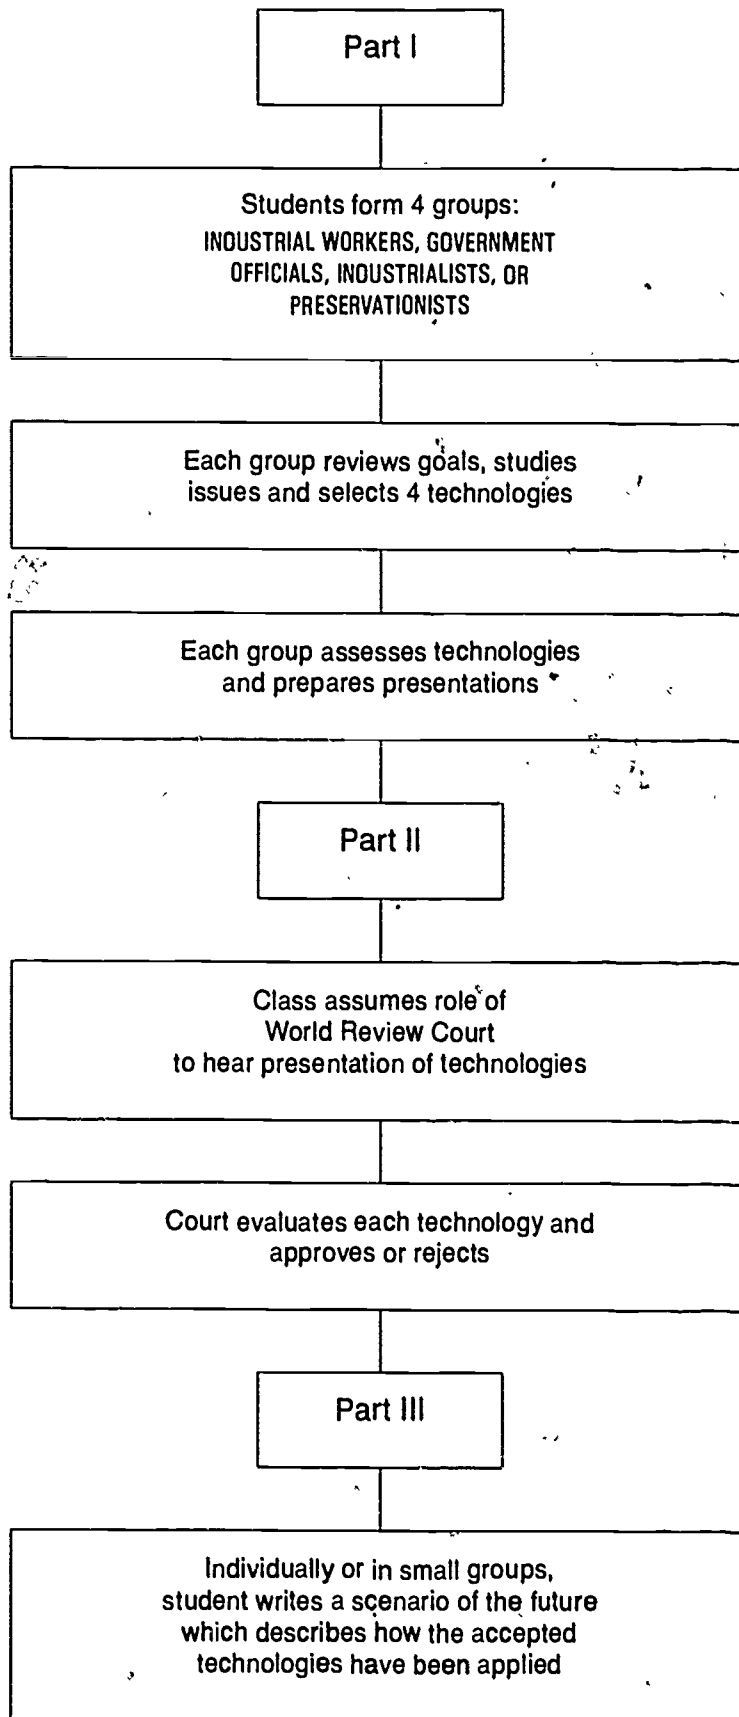 Part I
Students form 4 groups:
INDUSTRIAL WORKERS, GOVERNMENT
OFFICIALS, INDUSTRIALISTS, OR
PRESERVATIONISTS
Each group reviews goals, studies
issues and selects 4 technologies
Each group assesses technologies
and prepares presentations
Part II
Class assumes role of
World Review Court
to hear presentation of technologies
Court evaluates each technology and
approves or rejects
Part III
Individually or in small groups,
student writes a scenario of the future
which describes how the accepted
technologies have been applied